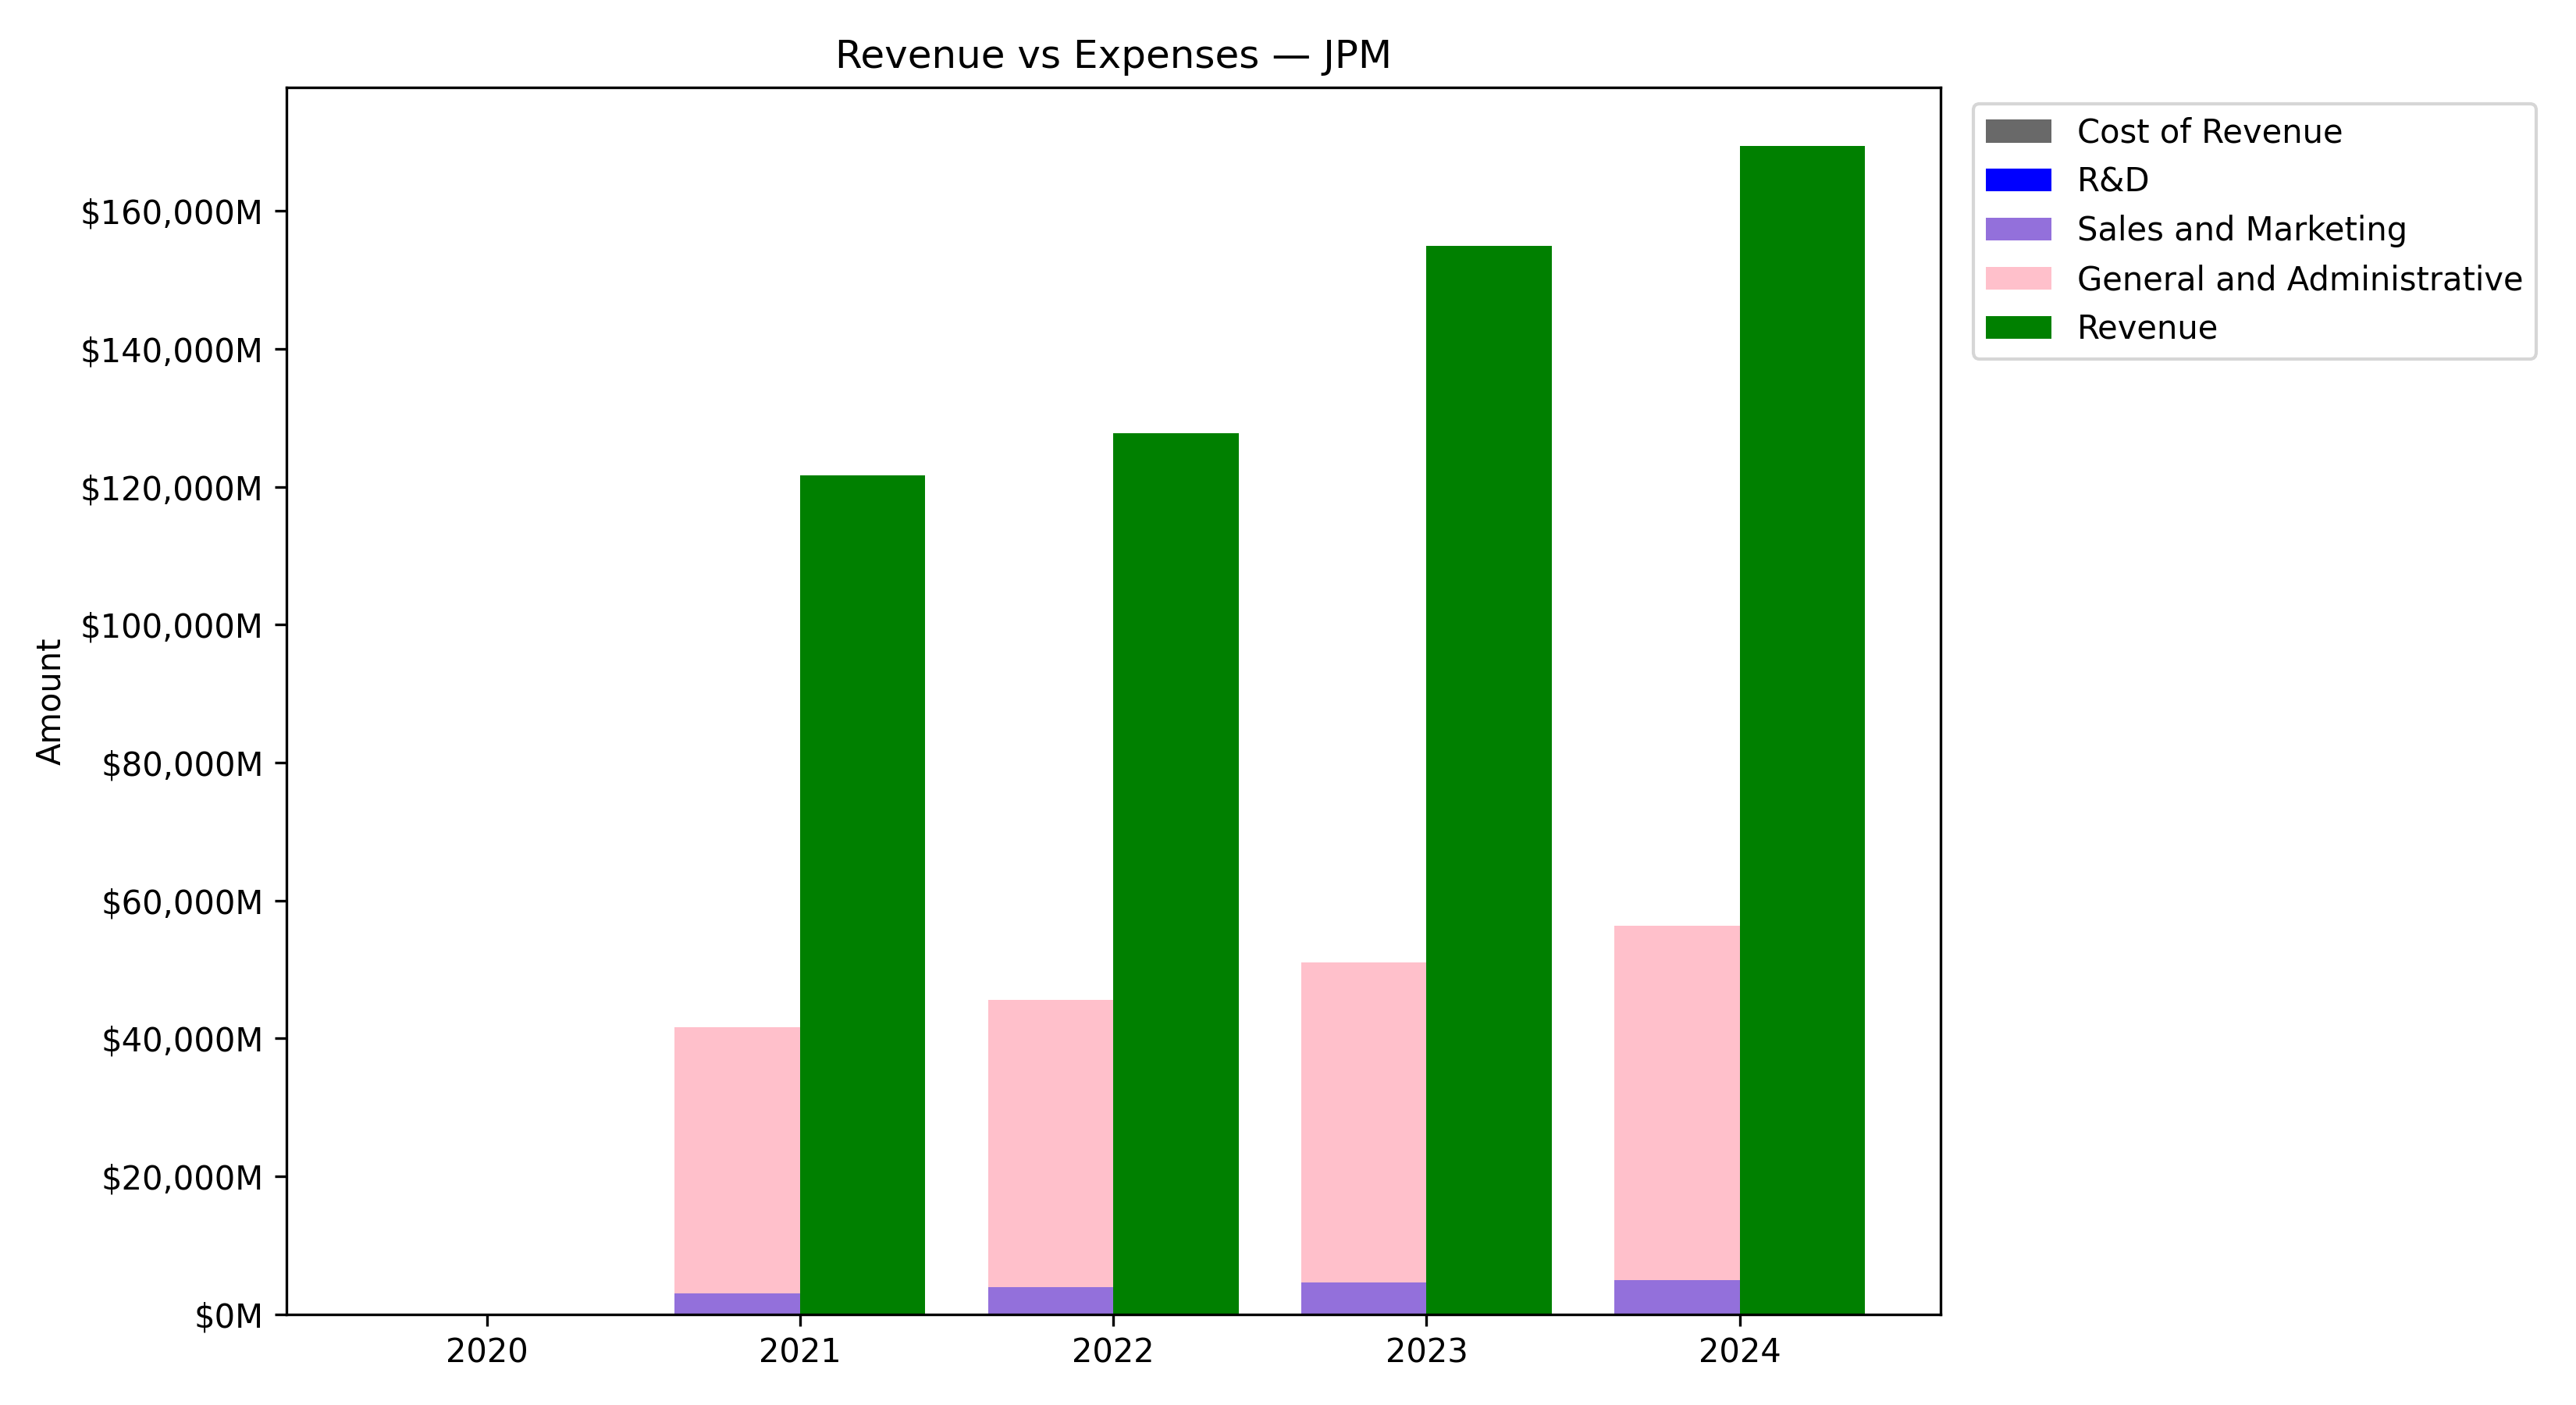 Revenue vs Expenses — JPM
Cost of Revenue
R&D
Sales and Marketing
General and Administrative
Revenue
Amount
$160,000M
$140,000M
$120,000M
$100,000M
$80,000M
$60,000M
$40,000M
$20,000M
$0M
2020
2021
2022
2023
2024